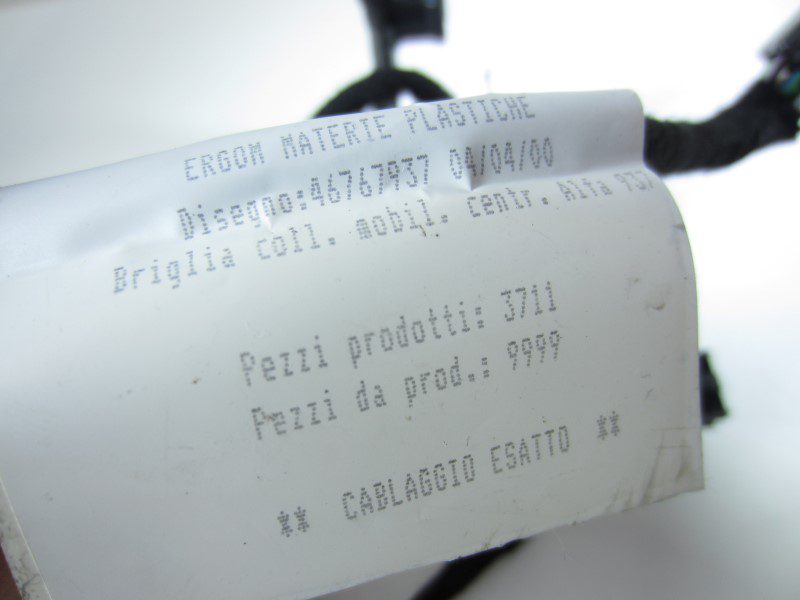 ERGOM MATERIE PLASTICHE
Disegno:46767937 04/04/00
Briglia coll. mobil. centr. Alfa 937
Pezzi prodotti: 3711
Pezzi da prod.: 9999
** CABLAGGIO ESATTO **